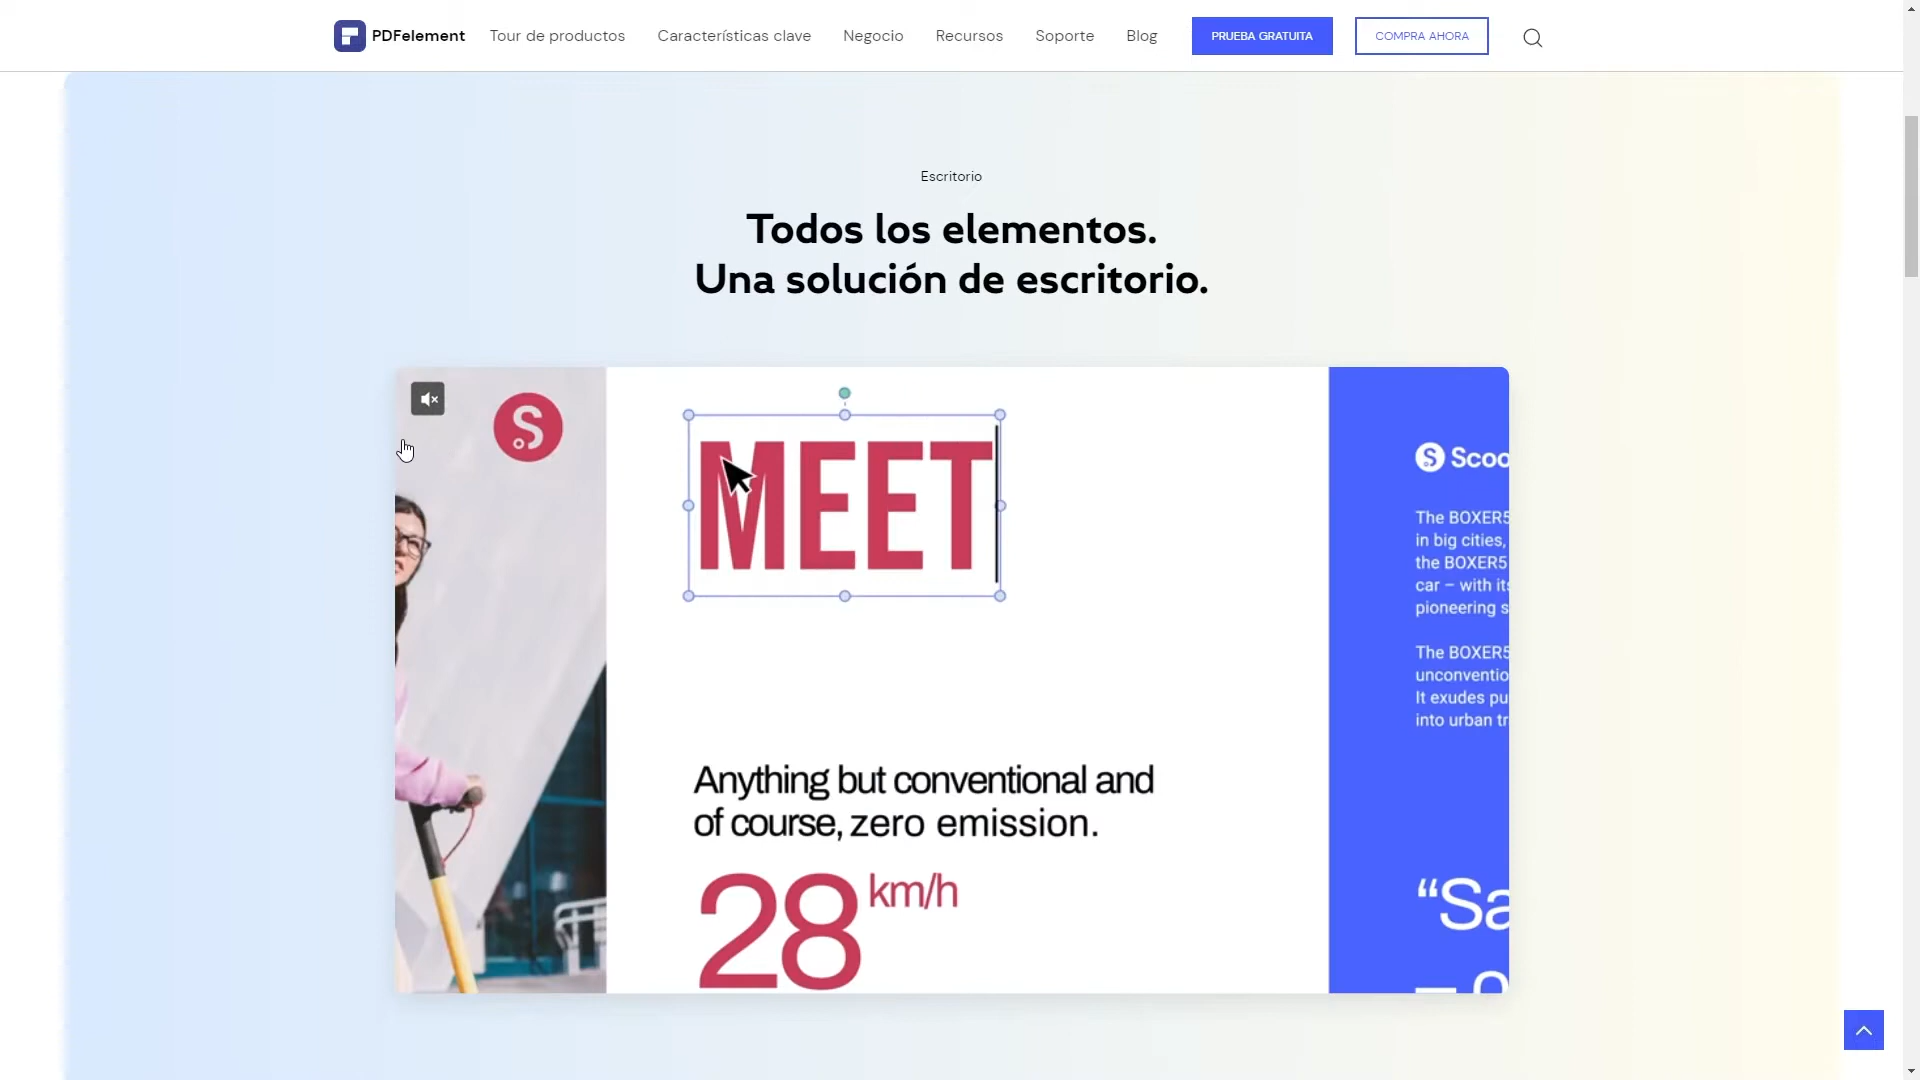 PDFelement Tour de productos Características clave Negocio Recursos Soporte Blog PRUEBA GRATUITA COMPRA AHORA
Escritorio
Todos los elementos.
Una solución de escritorio.
S
MEET
Anything but conventional and
of course, zero emission.
28 km/h
S Scoo
The BOXER5
in big cities,
the BOXER5
car – with its
pioneering s
The BOXER5
unconventio
It exudes pu
into urban tr
“Sa